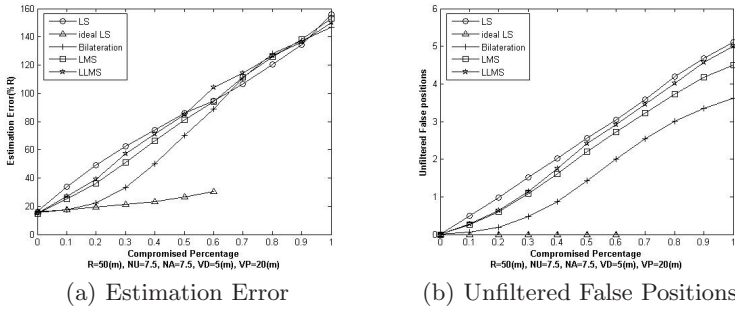 160
140
120
100
80
60
40
20
0
Estimation Error(% R)
LS
ideal LS
Bilateration
LMS
LLMS
0 0.1 0.2 0.3 0.4 0.5 0.6 0.7 0.8 0.9 1
Compromised Percentage
R=50(m), NU=7.5, NA=7.5, VD=5(m), VP=20(m)
(a) Estimation Error
6
5
4
3
2
1
0
Unfiltered False positions
LS
ideal LS
Bilateration
LMS
LLMS
0 0.1 0.2 0.3 0.4 0.5 0.6 0.7 0.8 0.9 1
Compromised Percentage
R=50(m), NU=7.5, NA=7.5, VD=5(m), VP=20(m)
(b) Unfiltered False Positions